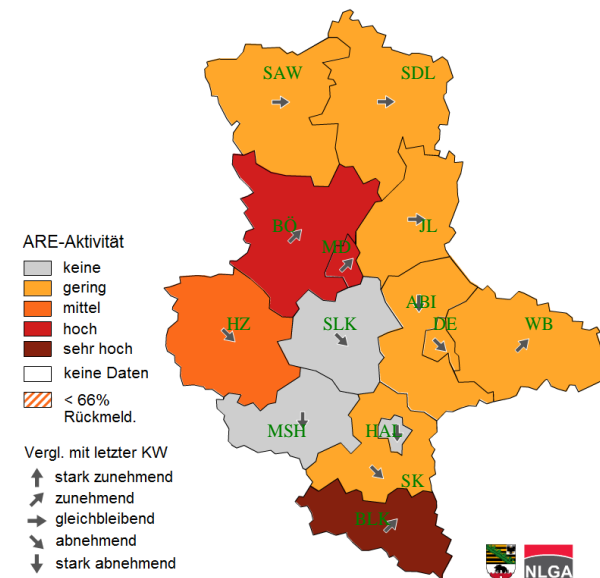 SAW
SDL
BÖ
MD
JL
ARE-Aktivität
keine
gering
mittel
hoch
sehr hoch
keine Daten
< 66%
Rückmeld.
HZ
SLK
ABI
DE
WB
MSH
HAL
SK
BLK
Vergl. mit letzter KW
stark zunehmend
zunehmend
gleichbleibend
abnehmend
stark abnehmend
NLGA